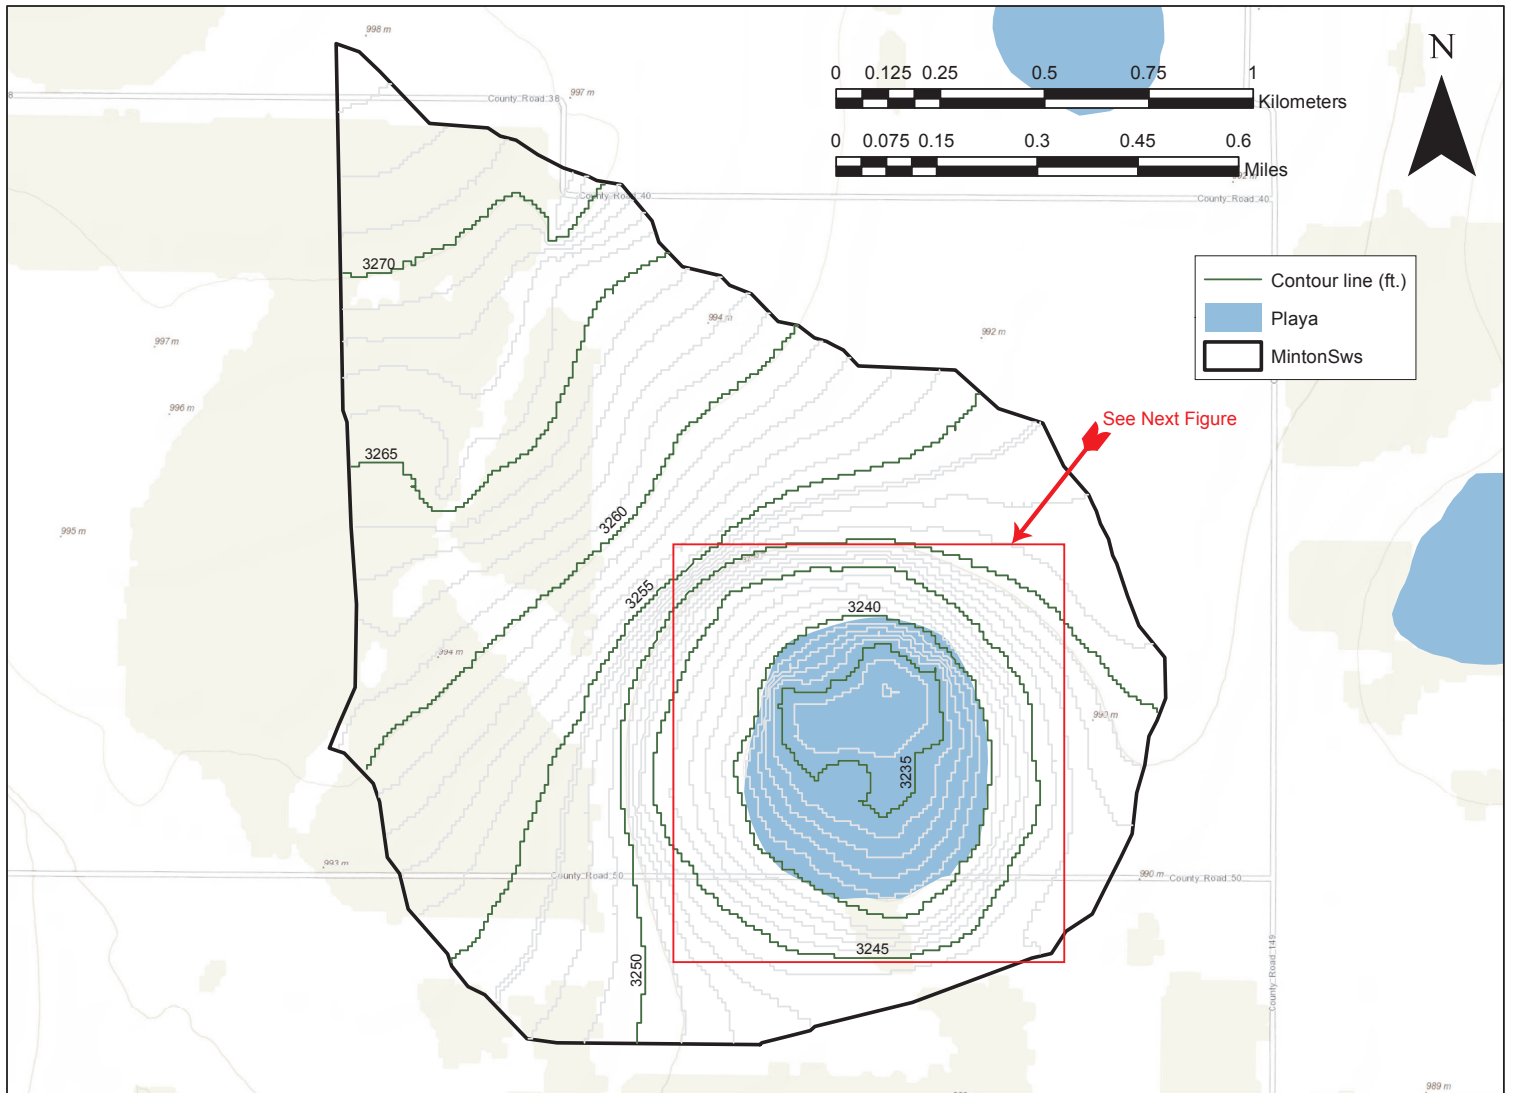 998 m
N
0 0.125 0.25 0.5 0.75 1
Kilometers
County Road 38
997 m
8
0 0.075 0.15 0.3 0.45 0.6
Miles
County Road 40
County Road 40
3270
Contour line (ft.)
Playa
MintonSws
994 m
992 m
997 m
996 m
See Next Figure
3265
3260
995 m
3255
3240
994 m
990 m
3235
993 m
County Road 50
990 m
County Road 50
3245
3250
County Road 149
989 m